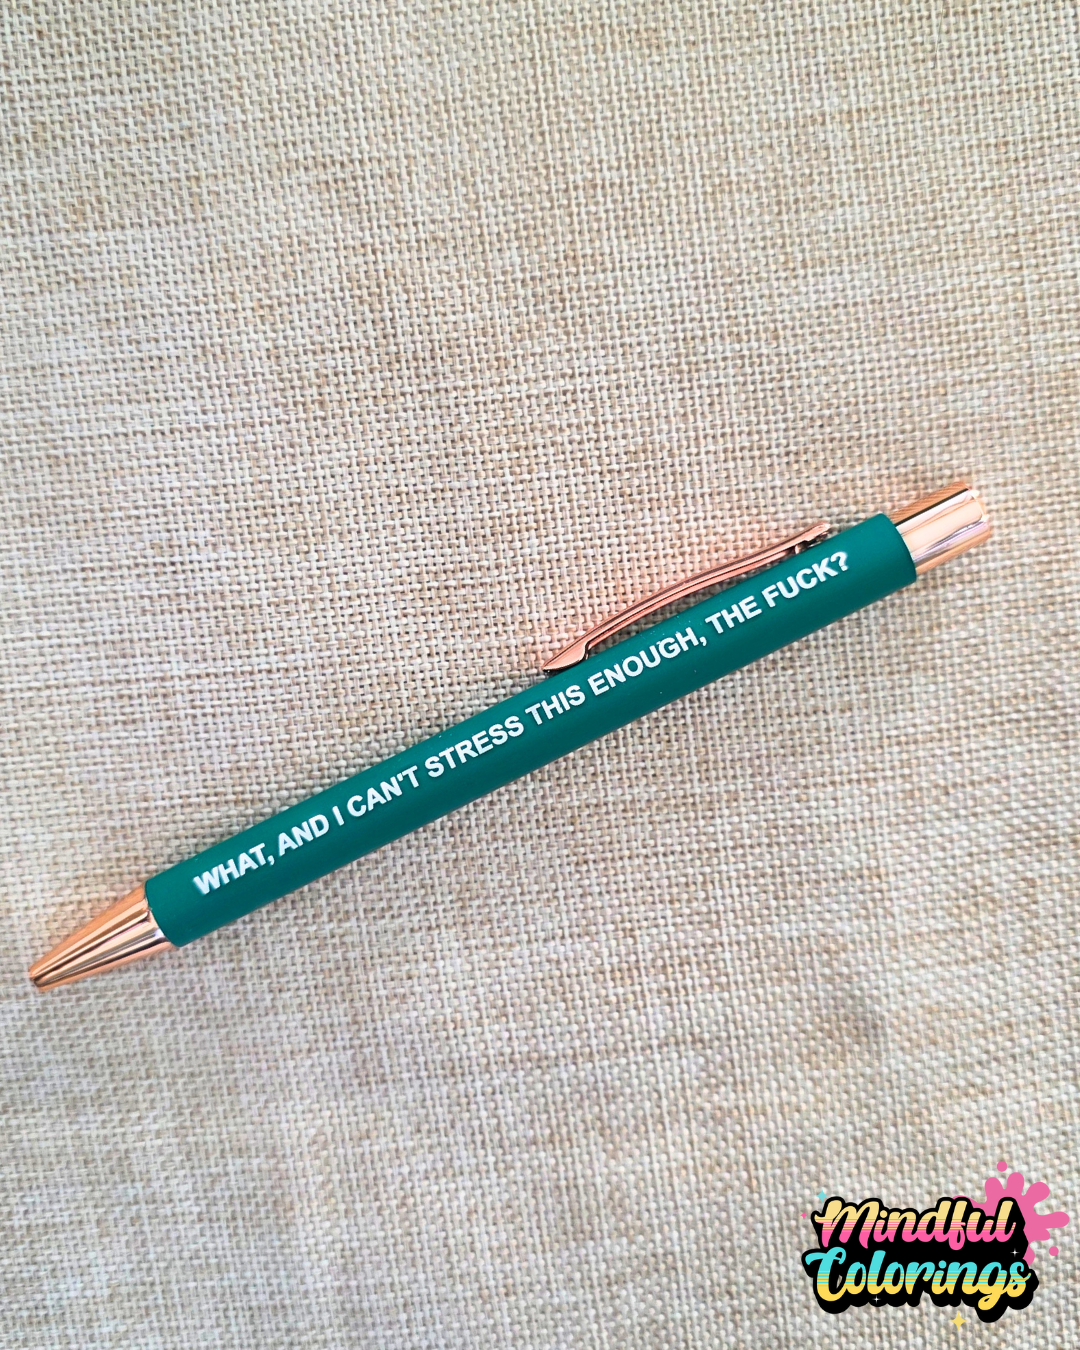 WHAT, AND I CAN'T STRESS THIS ENOUGH, THE FUCK?
Mindful
Colorings